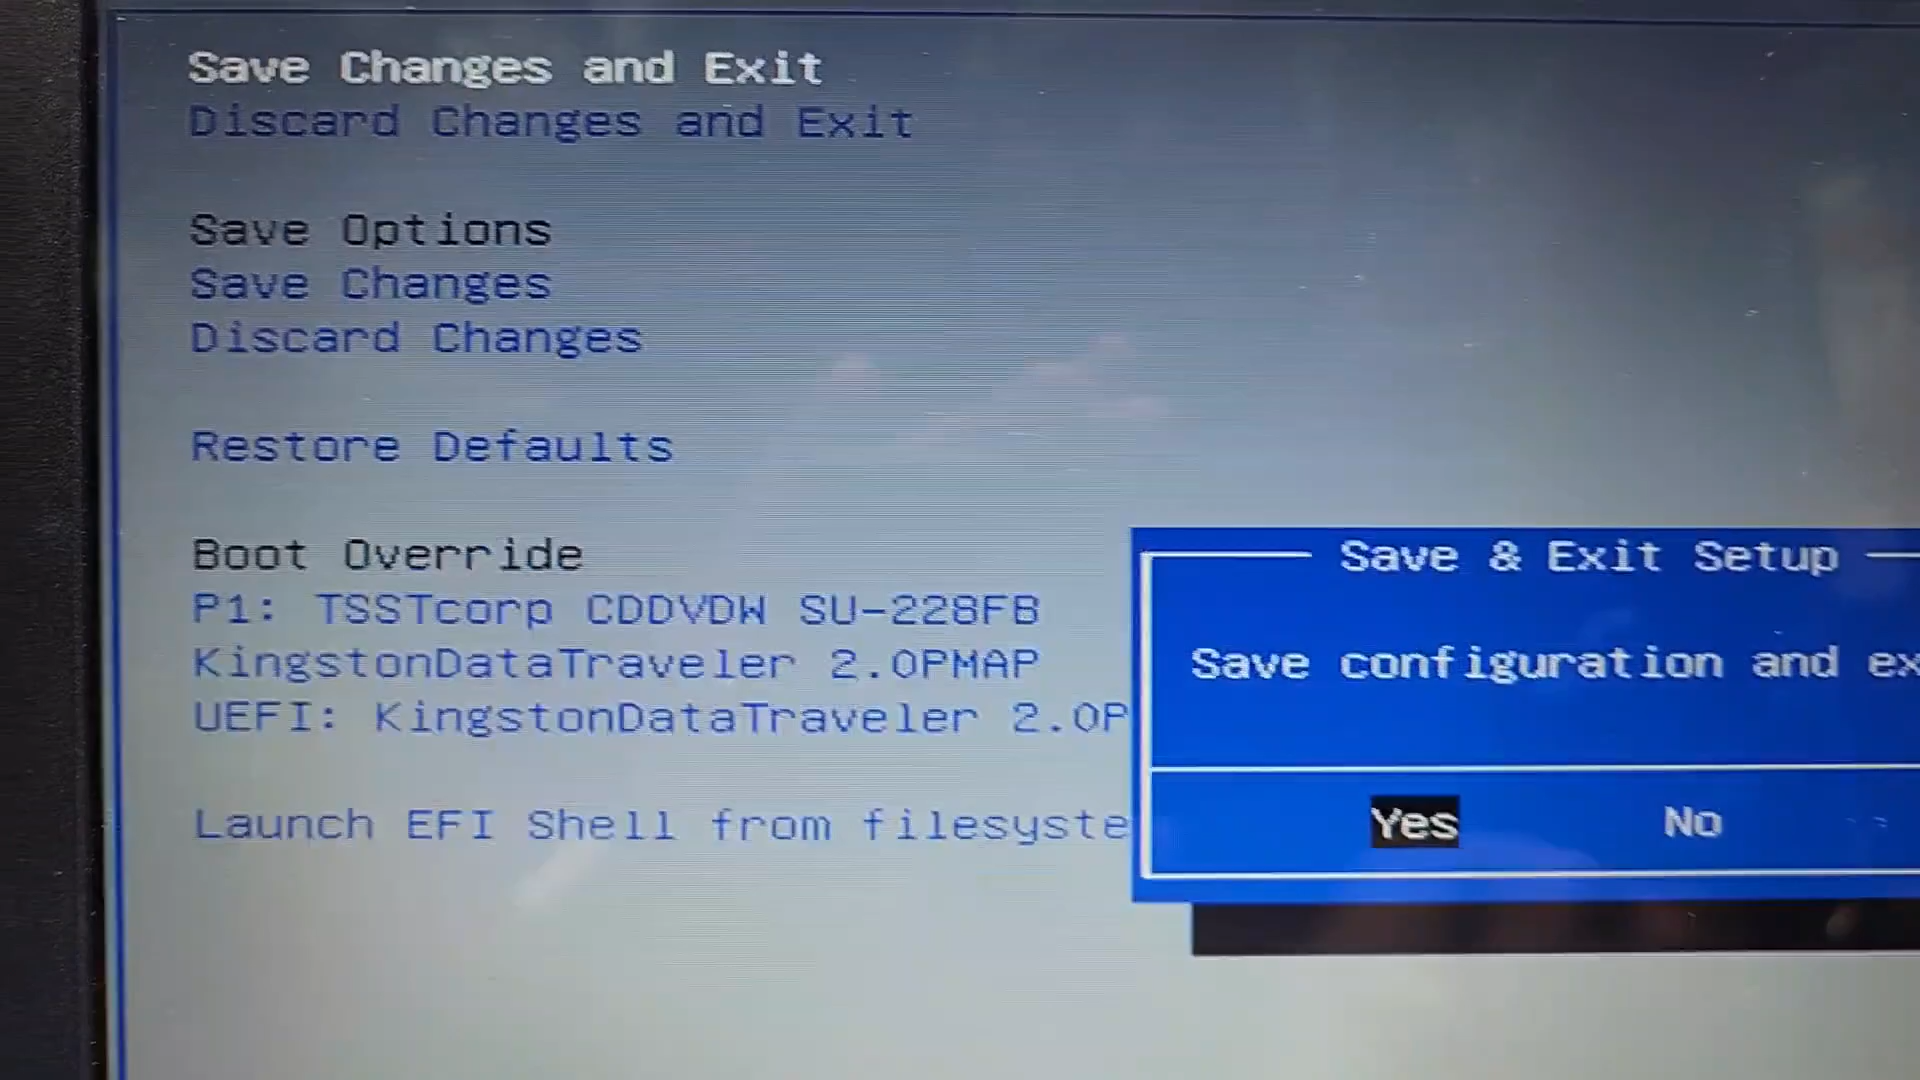 Save Changes and Exit
Discard Changes and Exit
Save Options
Save Changes
Discard Changes
Restore Defaults
Boot Override
P1: TSSTcorp CDDVDW SU-228FB
KingstonDataTraveler 2.0PMAP
UEFI: KingstonDataTraveler 2.0P
Launch EFI Shell from filesyste
Save & Exit Setup
Save configuration and ex
Yes No